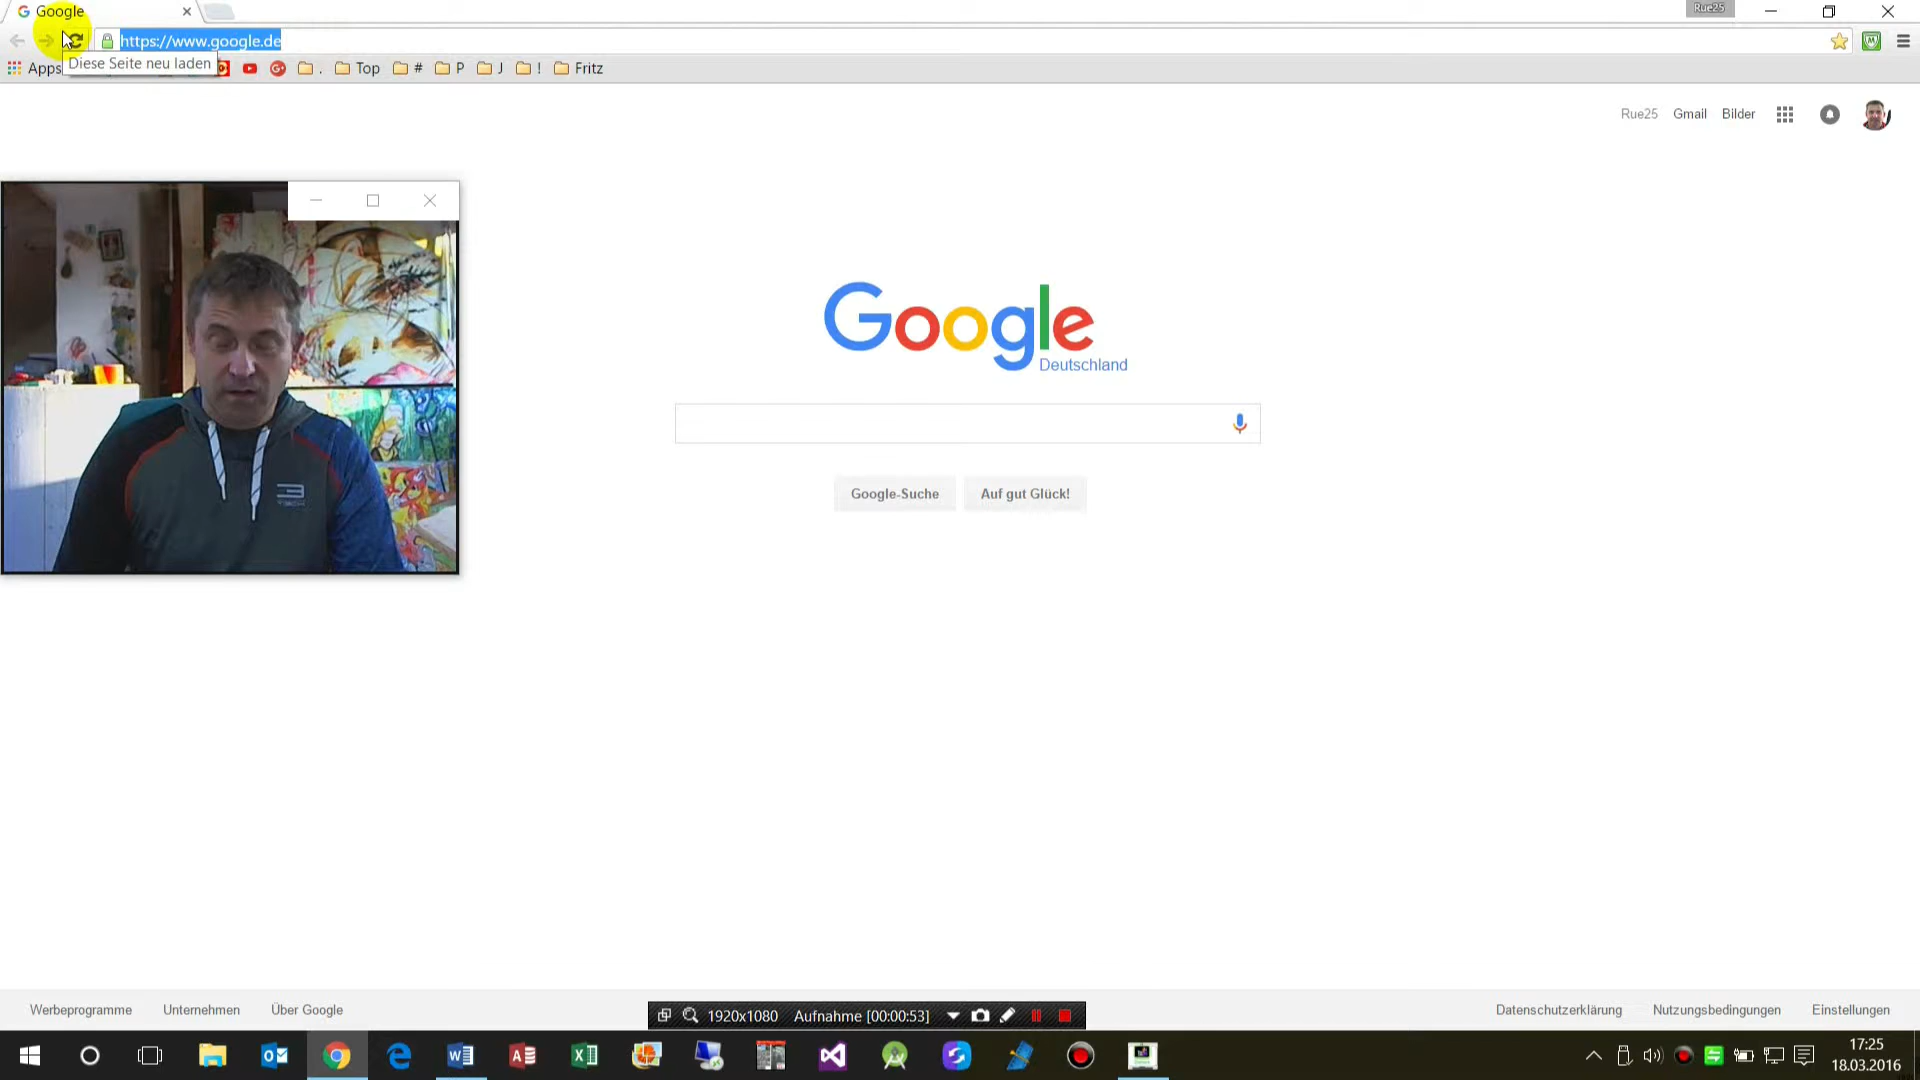 Google
Rue25
https://www.google.de
Apps
Diese Seite neu laden
. Top # P J ! Fritz
Rue25 Gmail Bilder
Google
Deutschland
Google-Suche Auf gut Glück!
Werbeprogramme Unternehmen Über Google
Datenschutzerklärung Nutzungsbedingungen Einstellungen
1920x1080 Aufnahme [00:00:53]
17:25
18.03.2016